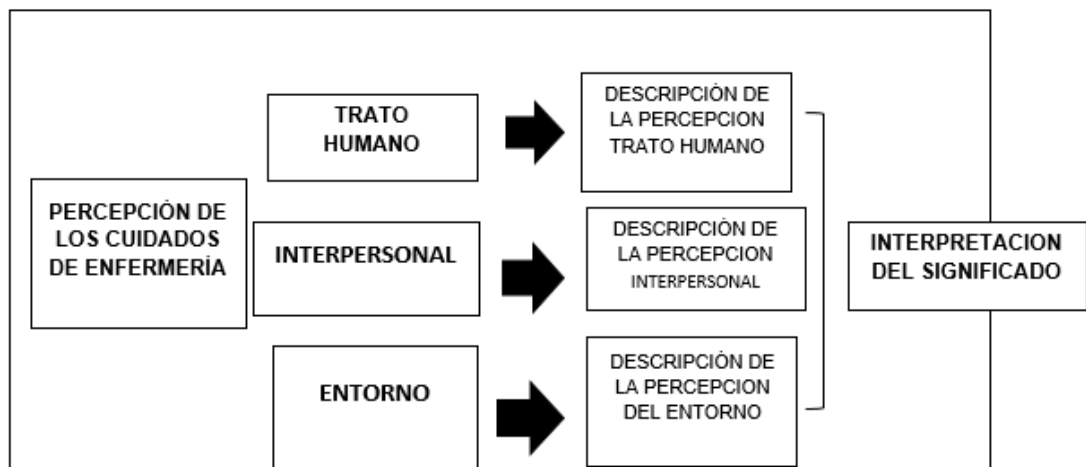 PERCEPCIÓN DE
LOS CUIDADOS
DE ENFERMERÍA
TRATO
HUMANO
DESCRIPCIÓN DE
LA PERCEPCION
TRATO HUMANO
INTERPERSONAL
DESCRIPCIÓN DE
LA PERCEPCION
INTERPERSONAL
ENTORNO
DESCRIPCIÓN DE
LA PERCEPCION
DEL ENTORNO
INTERPRETACION
DEL SIGNIFICADO